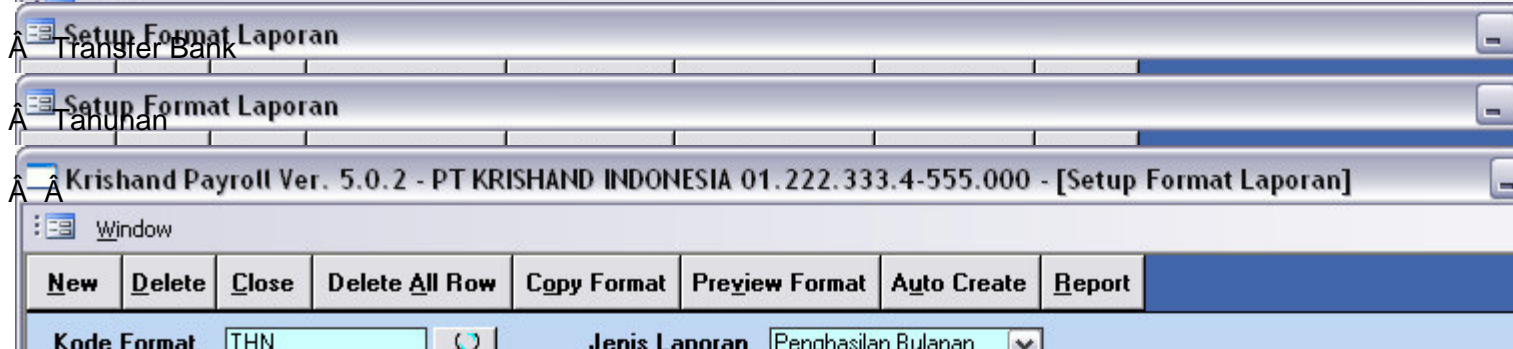 Setup Format Laporan
Â Transfer Bank
Setup Format Laporan
Â Tahunan
Krishand Payroll Ver. 5.0.2 - PT KRISHAND INDONESIA 01.222.333.4-555.000 - [Setup Format Laporan]
Â Â
Window
New Delete Close Delete All Row Copy Format Preview Format Auto Create Report
Kode Format THN Jenis Laporan Penghasilan Bulanan